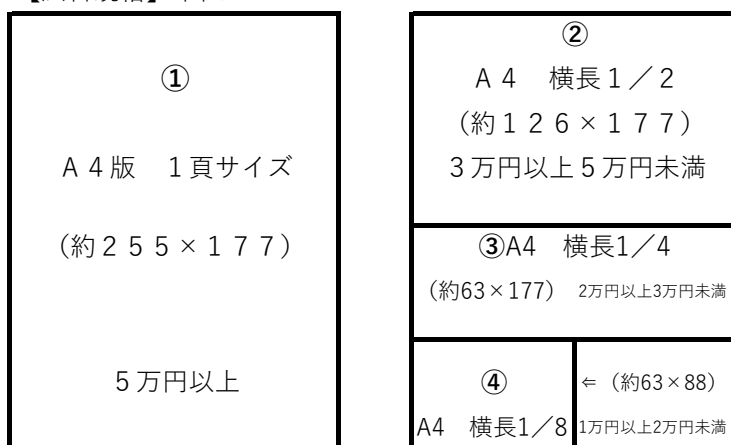 ①
A４版　１頁サイズ
（約２５５×１７７）
５万円以上
②
A４　横長１／２
（約１２６×１７７）
３万円以上５万円未満
③A4　横長1／4
（約63×177）　2万円以上3万円未満
④
A4　横長1／8
⇐（約63×88）
1万円以上2万円未満